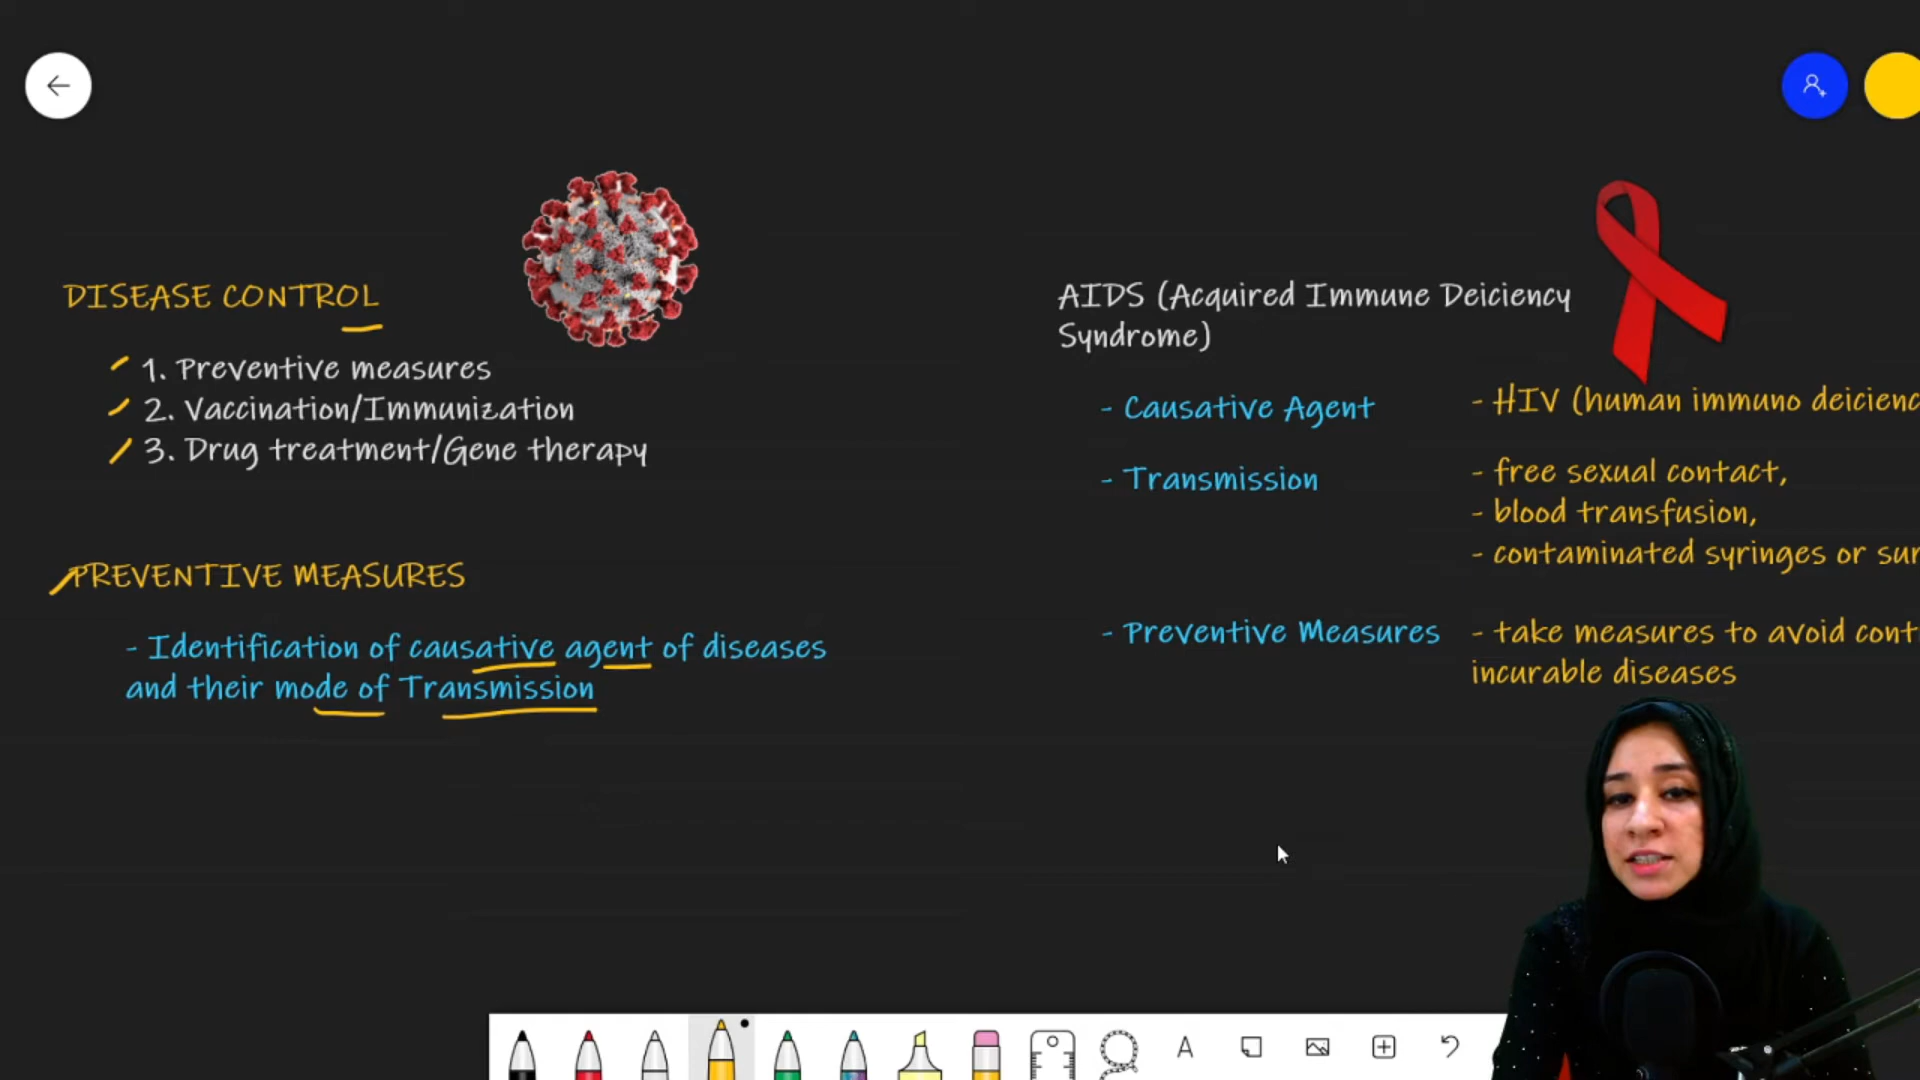 DISEASE CONTROL
1. Preventive measures
2. Vaccination/Immunization
3. Drug treatment/Gene therapy
PREVENTIVE MEASURES
- Identification of causative agent of diseases
and their mode of Transmission
AIDS (Acquired Immune Deiciency
Syndrome)
- Causative Agent
- HIV (human immuno deicienc
- Transmission
- free sexual contact,
- blood transfusion,
- contaminated syringes or sur
- Preventive Measures
- take measures to avoid cont
incurable diseases
A